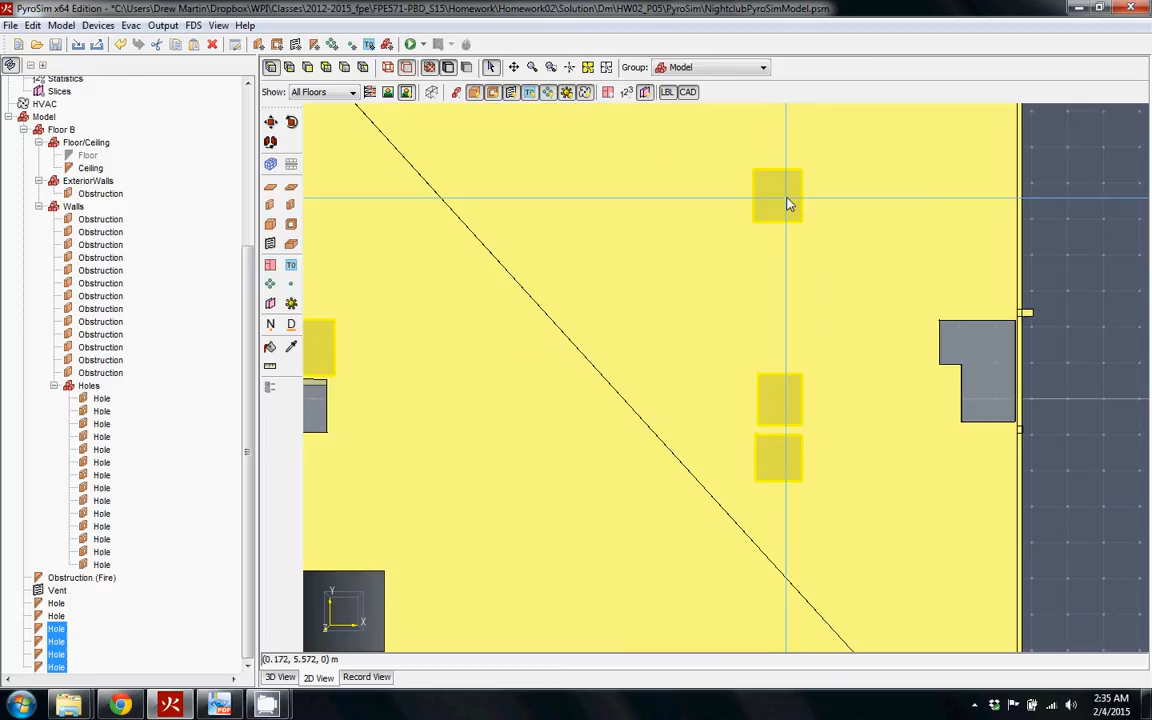 PyroSim x64 Edition - *C:\Users\Drew Martin\Dropbox\WPI\Classes\2012-2015_fpe\FPE571-PBD_S15\Homework\Homework02\Solution\Dm\HW02_P05\PyroSim\NightclubPyroSimModel.psm
File Edit Model Devices Evac Output FDS View Help
Group: Model
Show: All Floors
LBL CAD
Statistics
Slices
HVAC
Model
Floor B
Floor/Ceiling
Floor
Ceiling
ExteriorWalls
Obstruction
Walls
Obstruction
Obstruction
Obstruction
Obstruction
Obstruction
Obstruction
Obstruction
Obstruction
Obstruction
Obstruction
Obstruction
Obstruction
Obstruction
Holes
Hole
Hole
Hole
Hole
Hole
Hole
Hole
Hole
Hole
Hole
Hole
Hole
Hole
Hole
Obstruction (Fire)
Vent
Hole
Hole
Hole
Hole
Hole
Hole
N D
Y
X
Z
(0.172, 5.572, 0) m
3D View 2D View Record View
2:35 AM
2/4/2015